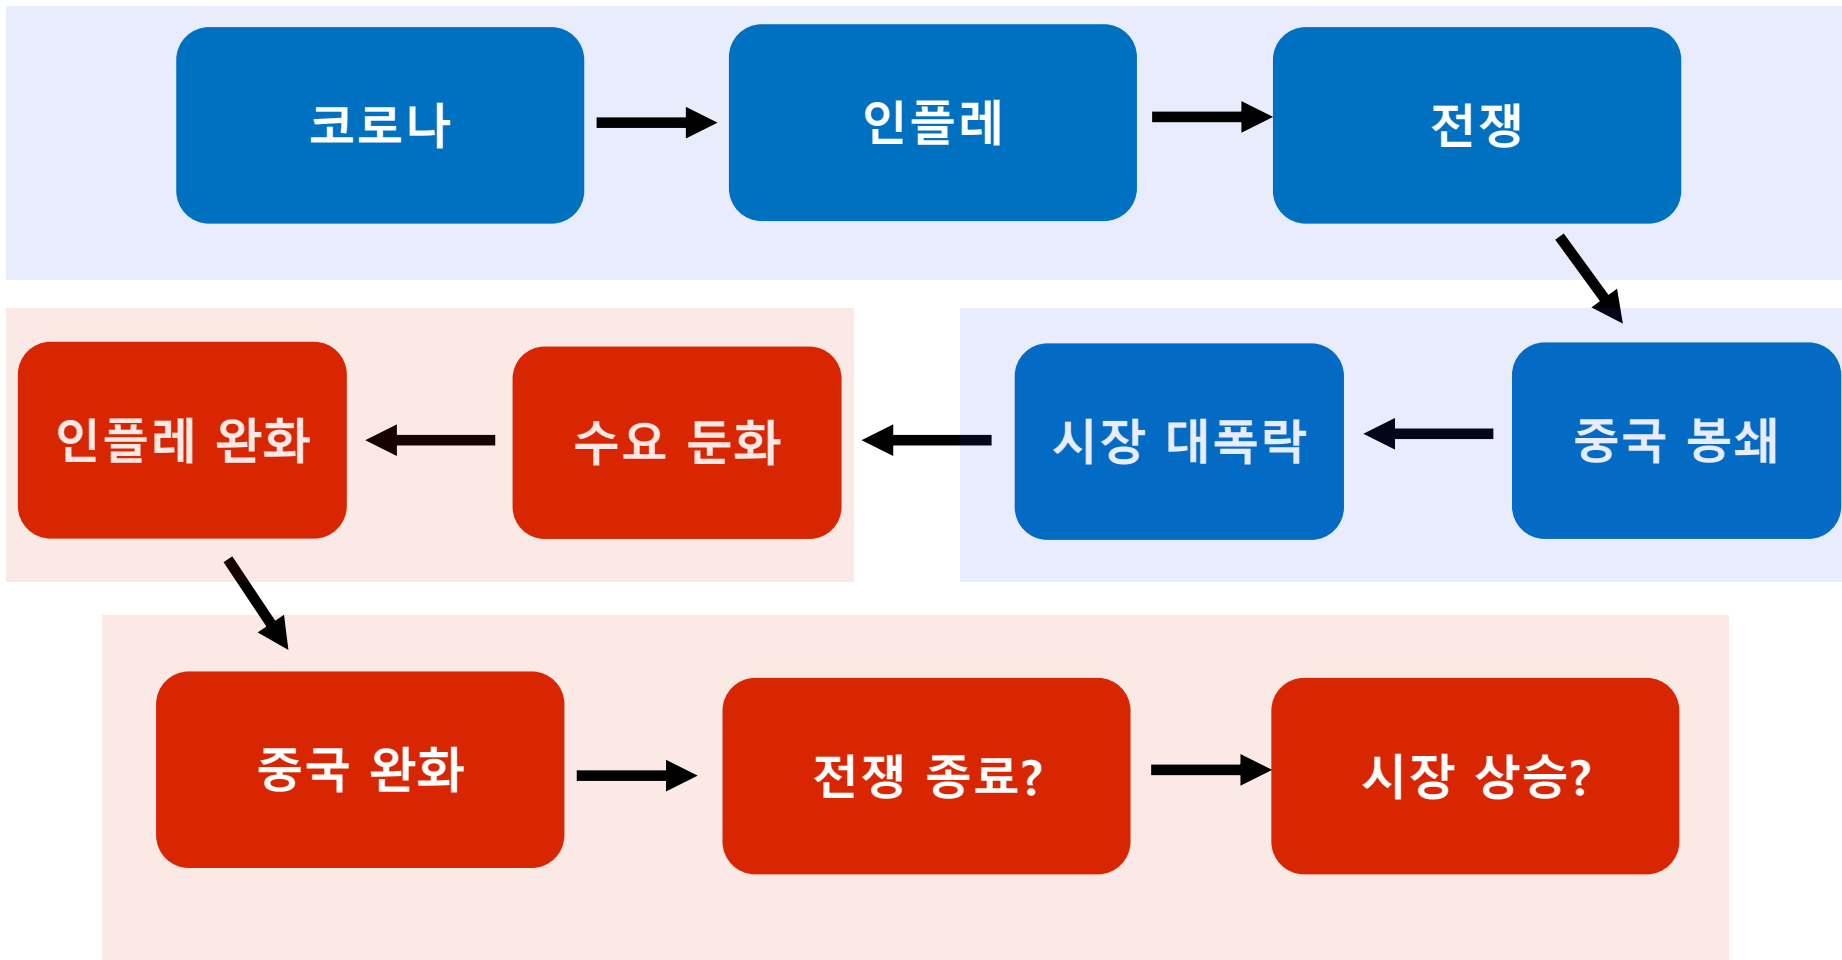 코로나
인플레
전쟁
중국 봉쇄
시장 대폭락
수요 둔화
인플레 완화
중국 완화
전쟁 종료?
시장 상승?